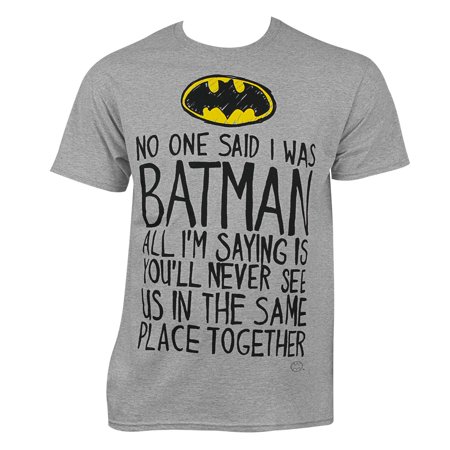 NO ONE SAID I WAS
BATMAN
ALL I'M SAYING IS
YOU'LL NEVER SEE
US IN THE SAME
PLACE TOGETHER